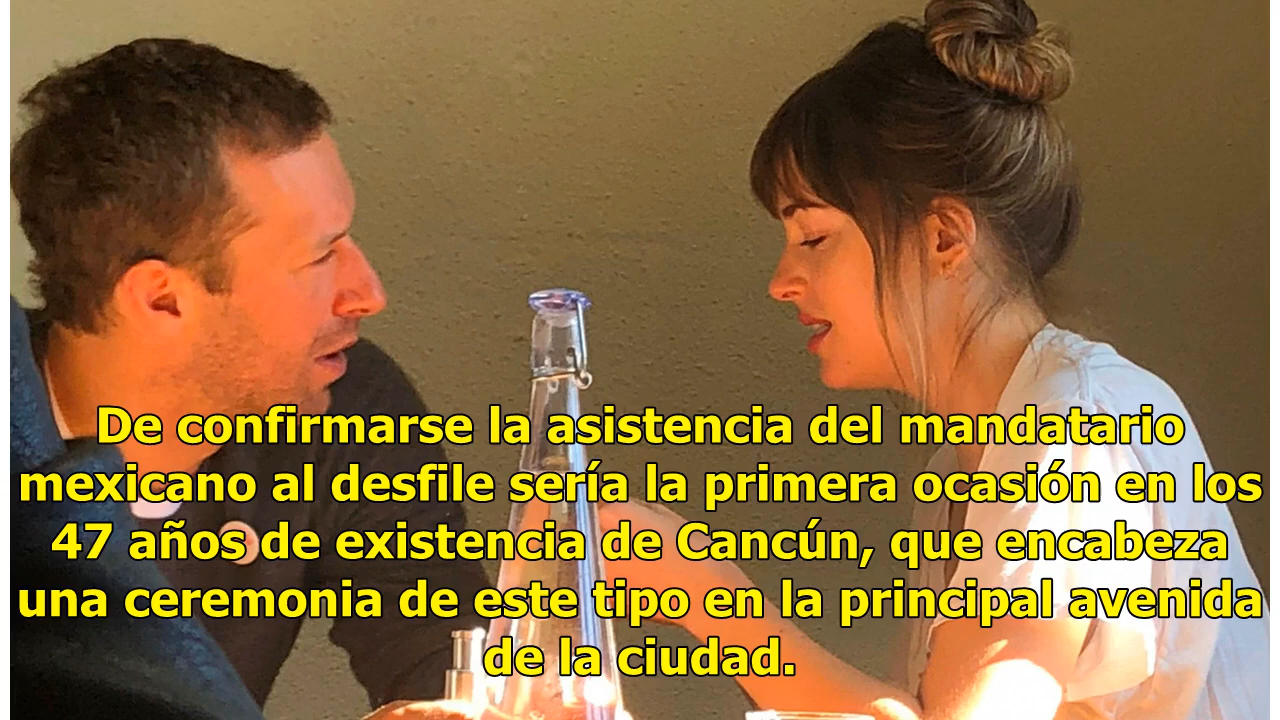 De confirmarse la asistencia del mandatario
mexicano al desfile sería la primera ocasión en los
47 años de existencia de Cancún, que encabeza
una ceremonia de este tipo en la principal avenida
de la ciudad.